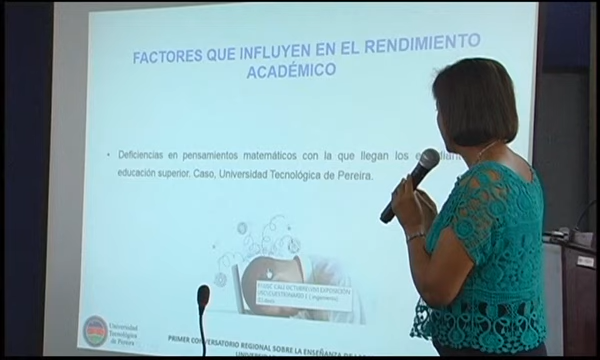 FACTORES QUE INFLUYEN EN EL RENDIMIENTO
ACADÉMICO
• Deficiencias en pensamientos matemáticos con la que llegan los
educación superior. Caso, Universidad Tecnológica de Pereira.
Universidad
Tecnológica
de Pereira
PRIMER CONVERSATORIO REGIONAL SOBRE LA ENSEÑANZA DE